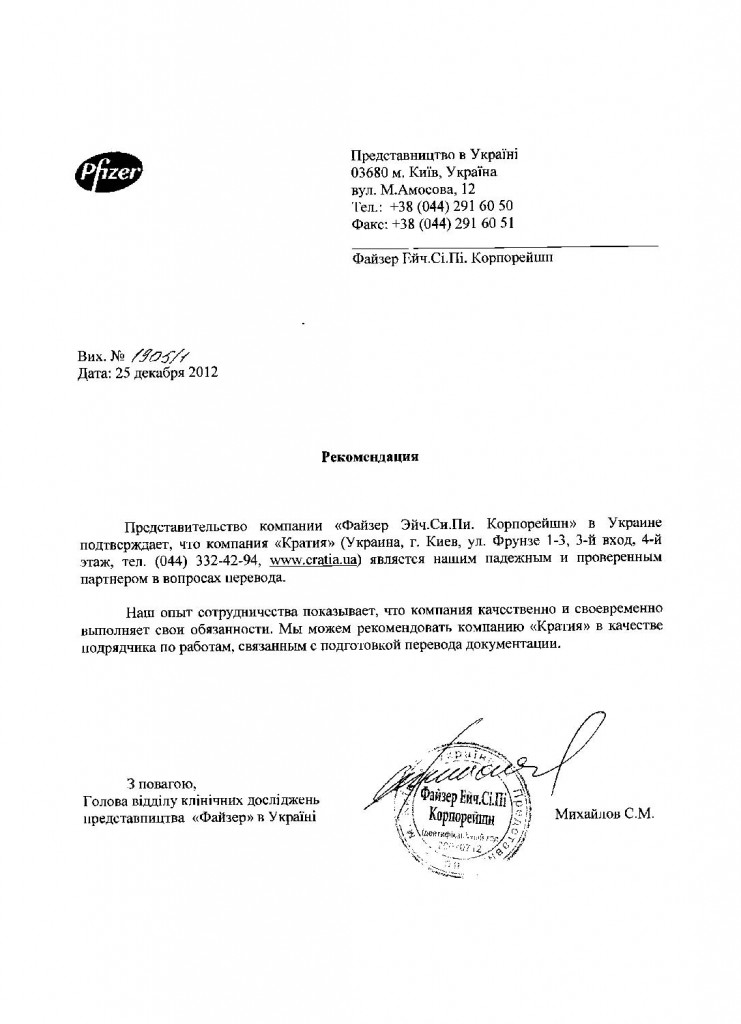 Pfizer
Представництво в Україні
03680 м. Київ, Україна
вул. М.Амосова, 12
Тел.: +38 (044) 291 60 50
Факс: +38 (044) 291 60 51
Файзер Ейч.Сі.Пі. Корпорейшн
Вих. № 1905/1
Дата: 25 декабря 2012
Рекомендация
Представительство компании «Файзер Эйч.Си.Пи. Корпорейшн» в Украине
подтверждает, что компания «Кратия» (Украина, г. Киев, ул. Фрунзе 1-3, 3-й вход, 4-й
этаж, тел. (044) 332-42-94, www.cratia.ua) является нашим надежным и проверенным
партнером в вопросах перевода.
Наш опыт сотрудничества показывает, что компания качественно и своевременно
выполняет свои обязанности. Мы можем рекомендовать компанию «Кратия» в качестве
подрядчика по работам, связанным с подготовкой перевода документации.
З повагою,
Голова відділу клінічних досліджень
представництва «Файзер» в Україні
Файзер Ейч.Сі.Пі
Корпорейшн
Михайлов С.М.